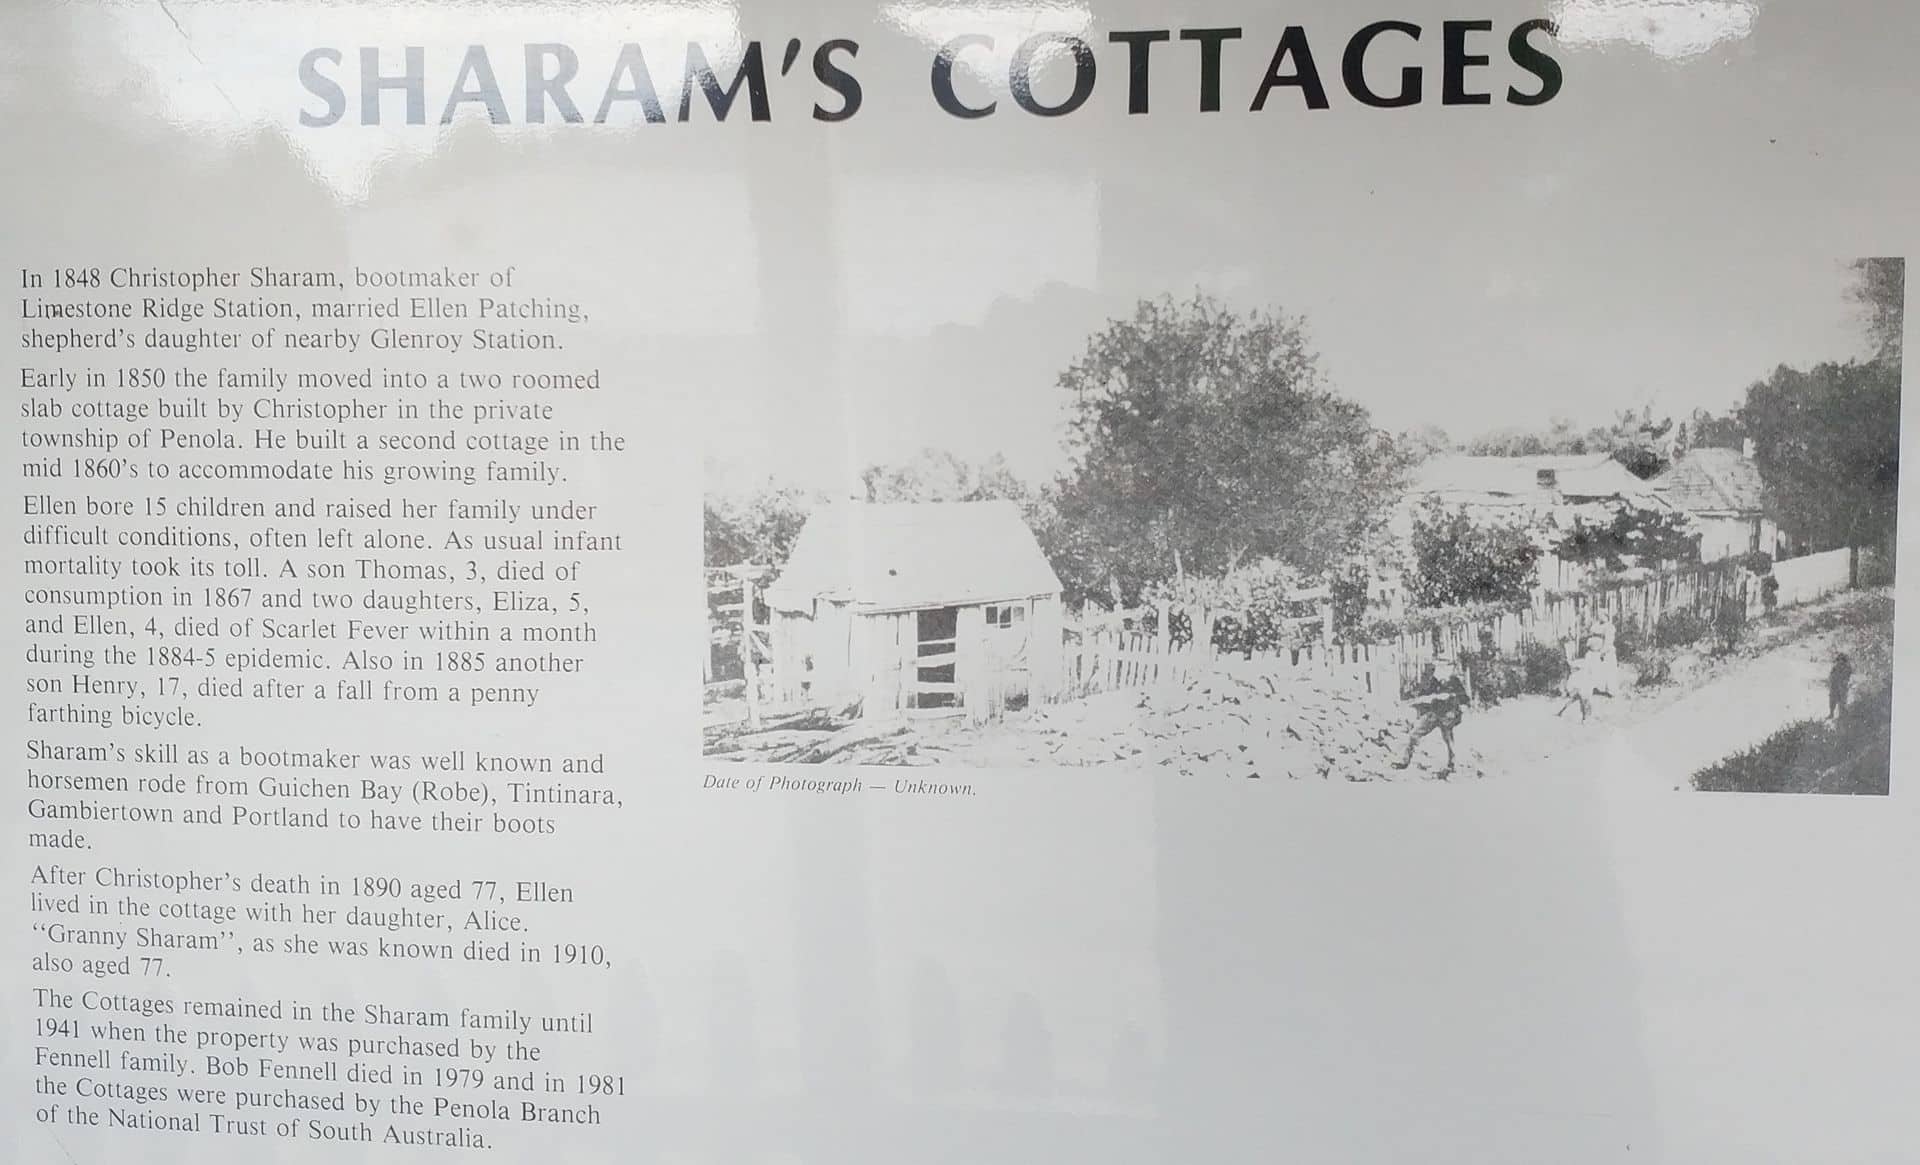 SHARAM'S COTTAGES
In 1848 Christopher Sharam, bootmaker of
Limestone Ridge Station, married Ellen Patching,
shepherd's daughter of nearby Glenroy Station.
Early in 1850 the family moved into a two roomed
slab cottage built by Christopher in the private
township of Penola. He built a second cottage in the
mid 1860's to accommodate his growing family.
Ellen bore 15 children and raised her family under
difficult conditions, often left alone. As usual infant
mortality took its toll. A son Thomas, 3, died of
consumption in 1867 and two daughters, Eliza, 5,
and Ellen, 4, died of Scarlet Fever within a month
during the 1884-5 epidemic. Also in 1885 another
son Henry, 17, died after a fall from a penny
farthing bicycle.
Sharam's skill as a bootmaker was well known and
horsemen rode from Guichen Bay (Robe), Tintinara,
Gambiertown and Portland to have their boots
made.
After Christopher's death in 1890 aged 77, Ellen
lived in the cottage with her daughter, Alice.
“Granny Sharam”, as she was known died in 1910,
also aged 77.
The Cottages remained in the Sharam family until
1941 when the property was purchased by the
Fennell family. Bob Fennell died in 1979 and in 1981
the Cottages were purchased by the Penola Branch
of the National Trust of South Australia.
Date of Photograph — Unknown.